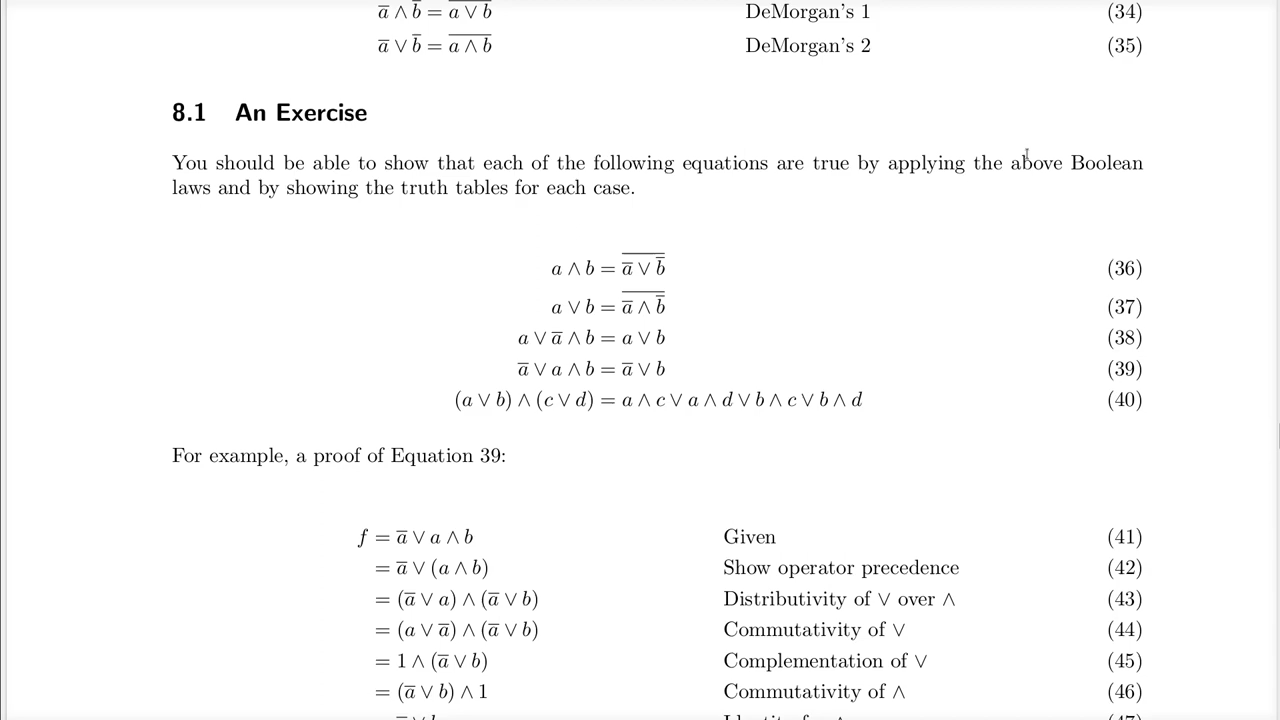 a̅ ∧ b̅ = a ∨ b̅ DeMorgan's 1 (34)
a̅ ∨ b̅ = a̅ ̅∧̅ ̅b̅ DeMorgan's 2 (35)
8.1 An Exercise
You should be able to show that each of the following equations are true by applying the above Boolean
laws and by showing the truth tables for each case.
a ∧ b = \overline{a̅ ∨ b̅} (36)
a ∨ b = \overline{a̅ ∧ b̅} (37)
a ∨ a̅ ∧ b = a ∨ b (38)
a̅ ∨ a ∧ b = a̅ ∨ b (39)
(a ∨ b) ∧ (c ∨ d) = a ∧ c ∨ a ∧ d ∨ b ∧ c ∨ b ∧ d (40)
For example, a proof of Equation 39:
f = a̅ ∨ a ∧ b Given (41)
= a̅ ∨ (a ∧ b) Show operator precedence (42)
= (a̅ ∨ a) ∧ (a̅ ∨ b) Distributivity of ∨ over ∧ (43)
= (a ∨ a̅) ∧ (a̅ ∨ b) Commutativity of ∨ (44)
= 1 ∧ (a̅ ∨ b) Complementation of ∨ (45)
= (a̅ ∨ b) ∧ 1 Commutativity of ∧ (46)